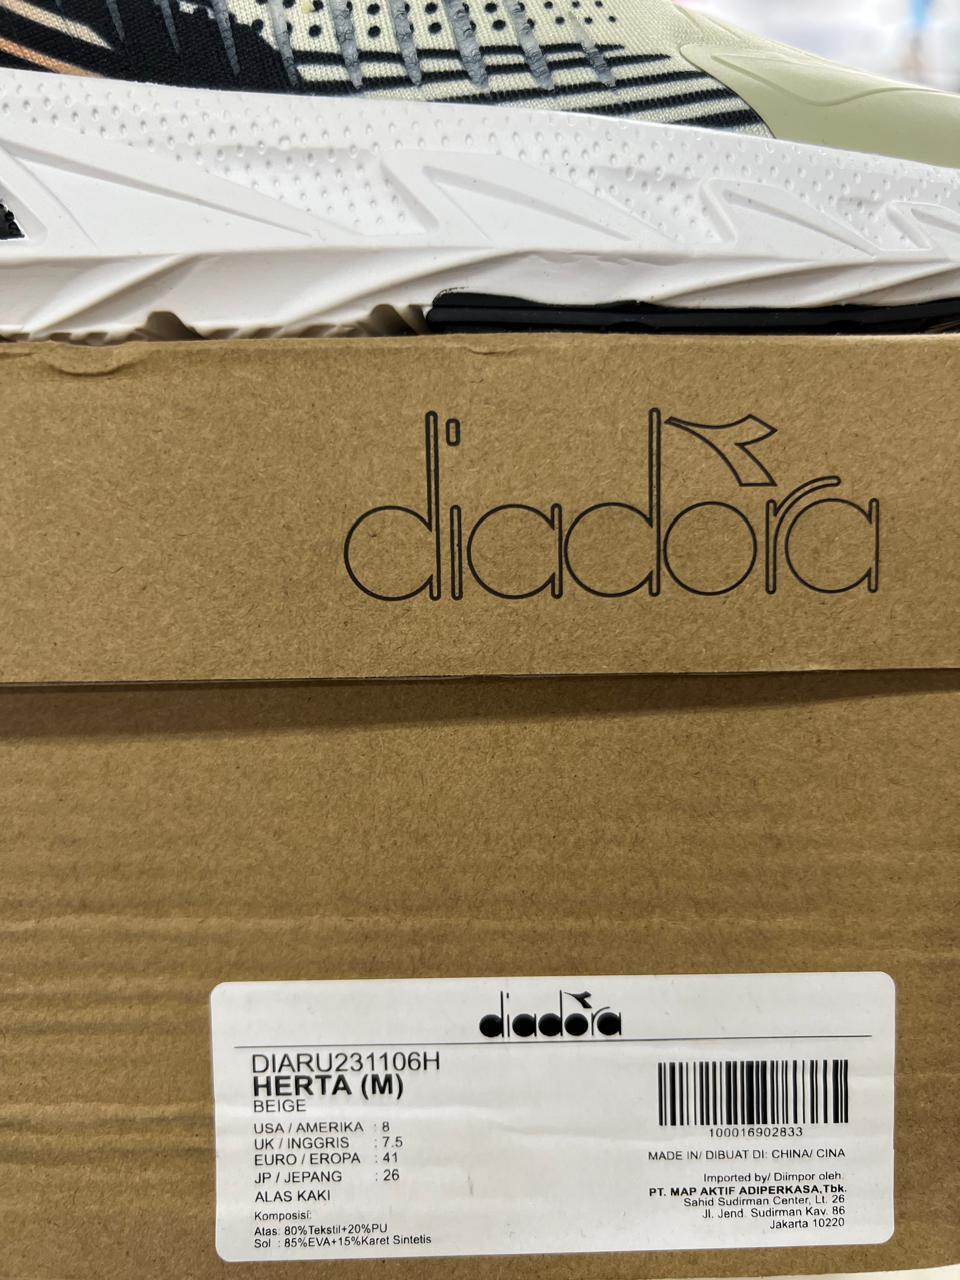 diadora
diadora
DIARU231106H
HERTA (M)
BEIGE
USA / AMERIKA : 8
UK / INGGRIS : 7.5
EURO / EROPA : 41
JP / JEPANG : 26
ALAS KAKI
Komposisi:
Atas: 80%Tekstil+20%PU
Sol : 85%EVA+15%Karet Sintetis
100016902833
MADE IN/ DIBUAT DI: CHINA/ CINA
Imported by/ Diimpor oleh:
PT. MAP AKTIF ADIPERKASA,Tbk.
Sahid Sudirman Center, Lt. 26
Jl. Jend. Sudirman Kav. 86
Jakarta 10220